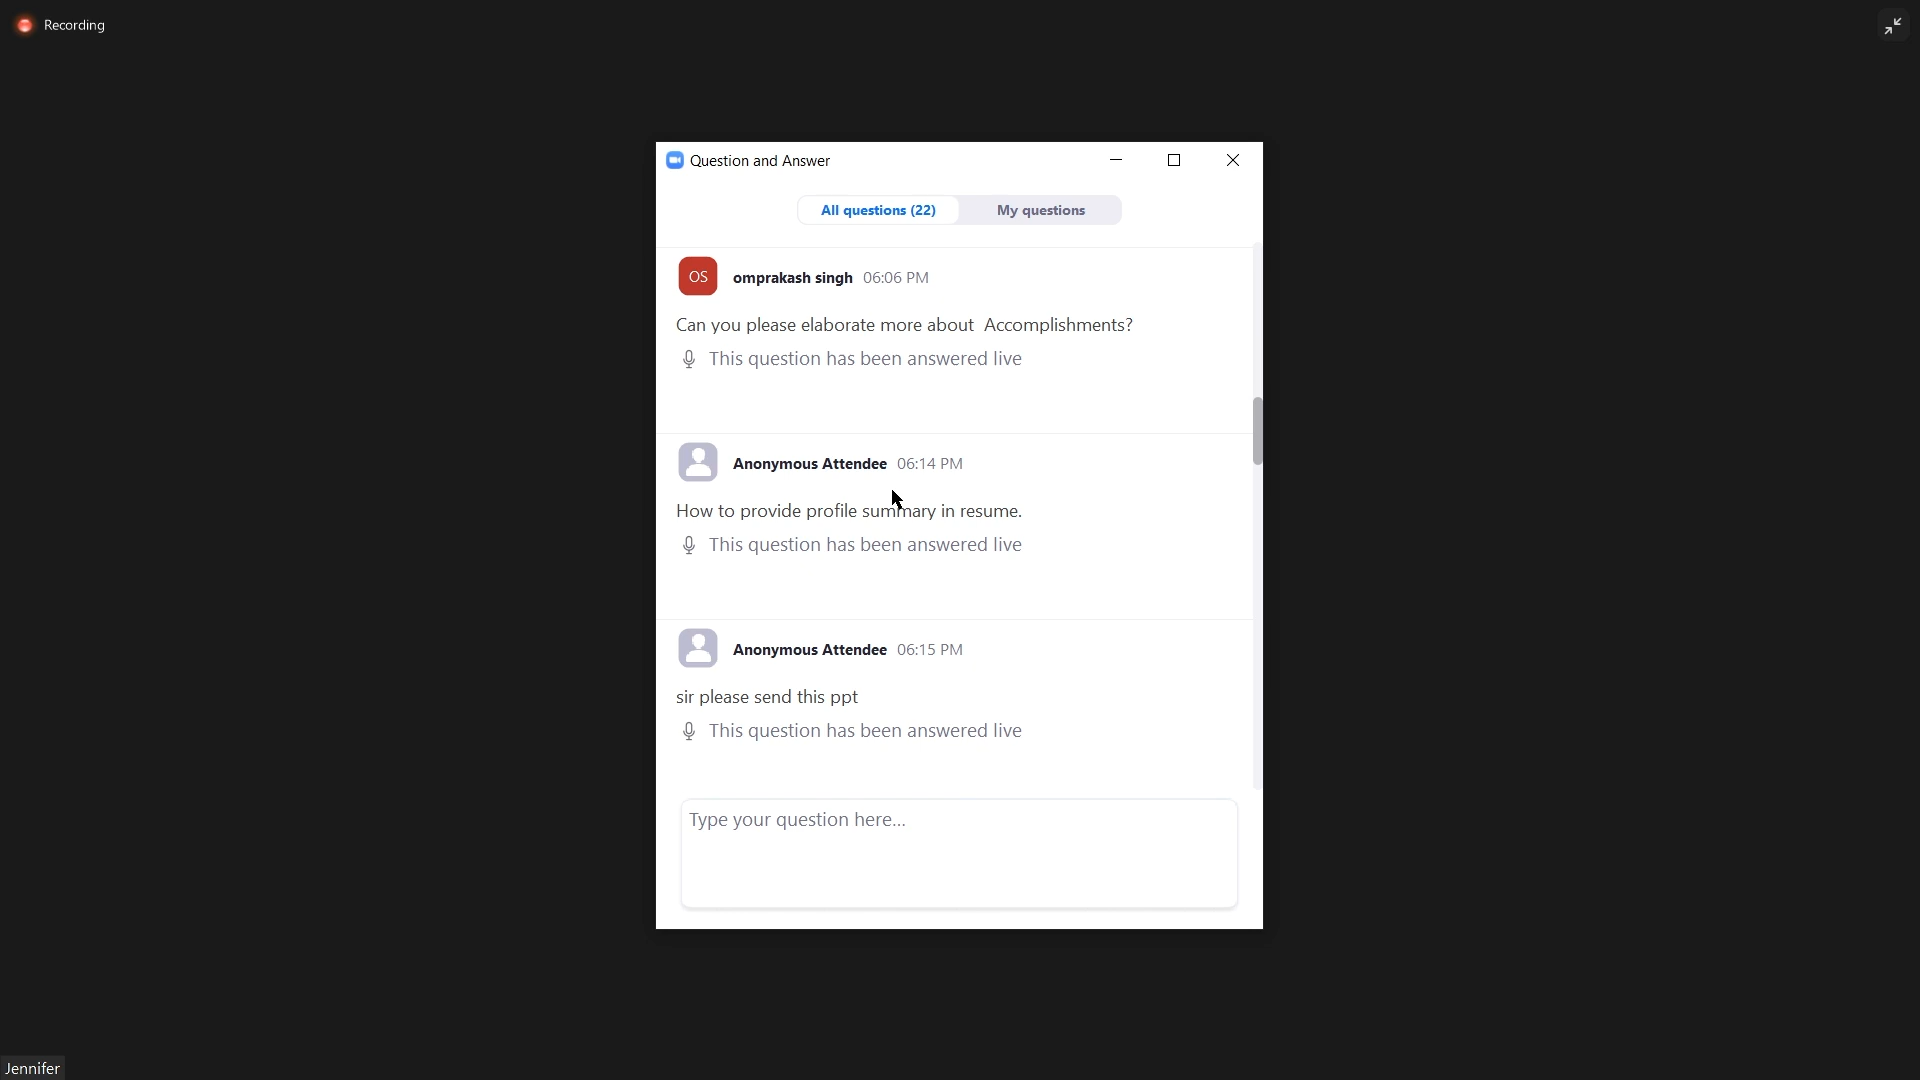 Recording
Question and Answer
All questions (22) My questions
OS omprakash singh 06:06 PM
Can you please elaborate more about  Accomplishments?
This question has been answered live
Anonymous Attendee 06:14 PM
How to provide profile summary in resume.
This question has been answered live
Anonymous Attendee 06:15 PM
sir please send this ppt
This question has been answered live
Type your question here...
Jennifer